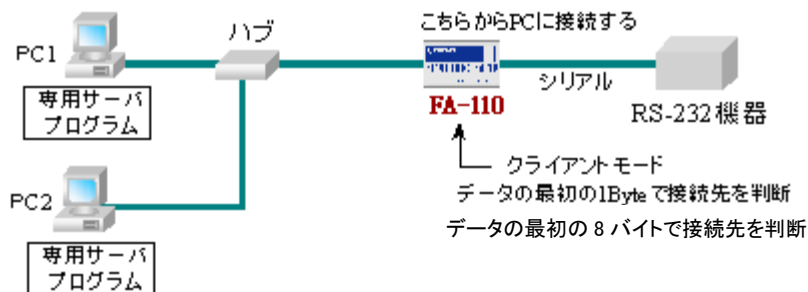 こちらからPCに接続する
ハブ
PC1
専用サーバ
プログラム
シリアル
FA-110
RS-232機器
クライアントモード
データの最初の1Byteで接続先を判断
データの最初の 8 バイトで接続先を判断
PC2
専用サーバ
プログラム